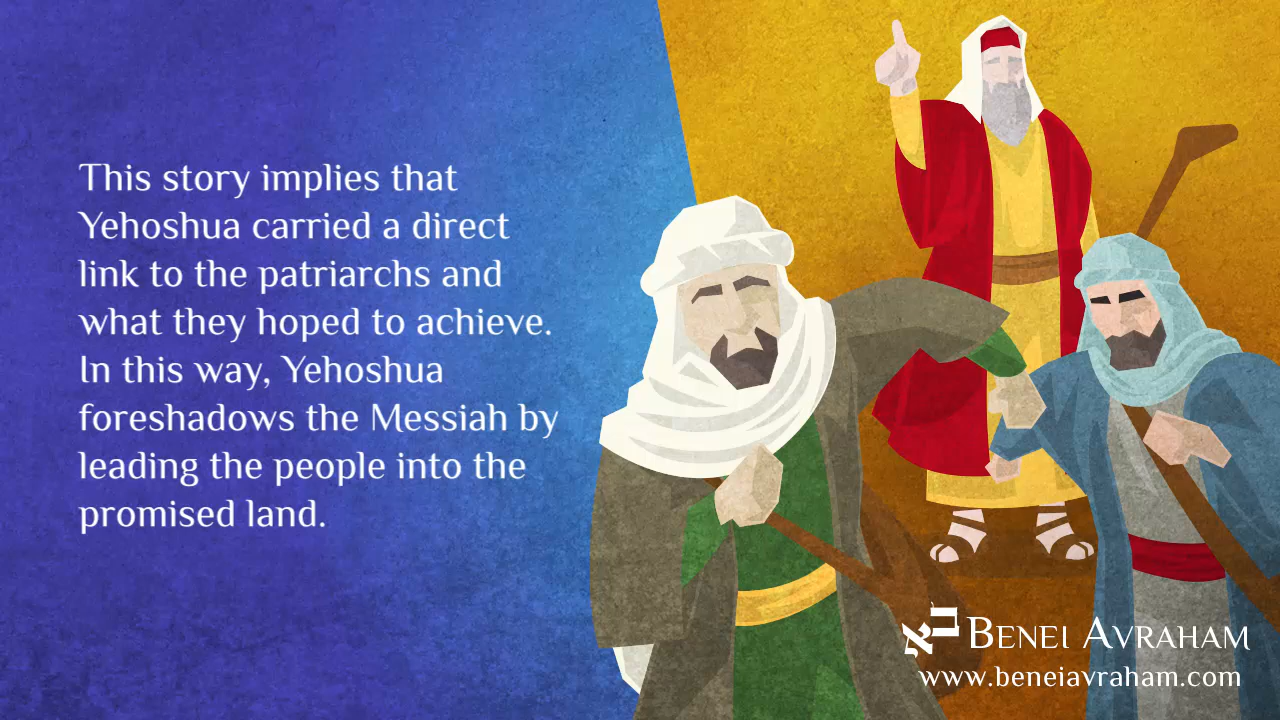 This story implies that
Yehoshua carried a direct
link to the patriarchs and
what they hoped to achieve.
In this way, Yehoshua
foreshadows the Messiah by
leading the people into the
promised land.
בא Benei Avraham
www.beneiavraham.com